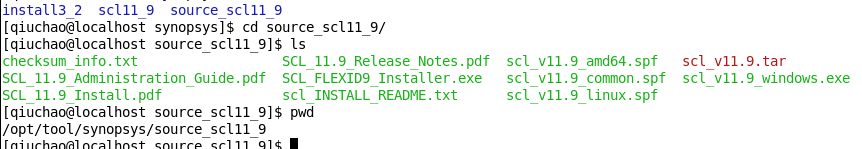 install3_2 scl11_9 source_scl11_9
[qiuchao@localhost synopsys]$ cd source_scl11_9/
[qiuchao@localhost source_scl11_9]$ ls
checksum_info.txt SCL_11.9_Release_Notes.pdf scl_v11.9_amd64.spf scl_v11.9.tar
SCL_11.9_Administration_Guide.pdf SCL_FLEXID9_Installer.exe scl_v11.9_common.spf scl_v11.9_windows.exe
SCL_11.9_Install.pdf scl_INSTALL_README.txt scl_v11.9_linux.spf
[qiuchao@localhost source_scl11_9]$ pwd
/opt/tool/synopsys/source_scl11_9
[qiuchao@localhost source_scl11_9]$